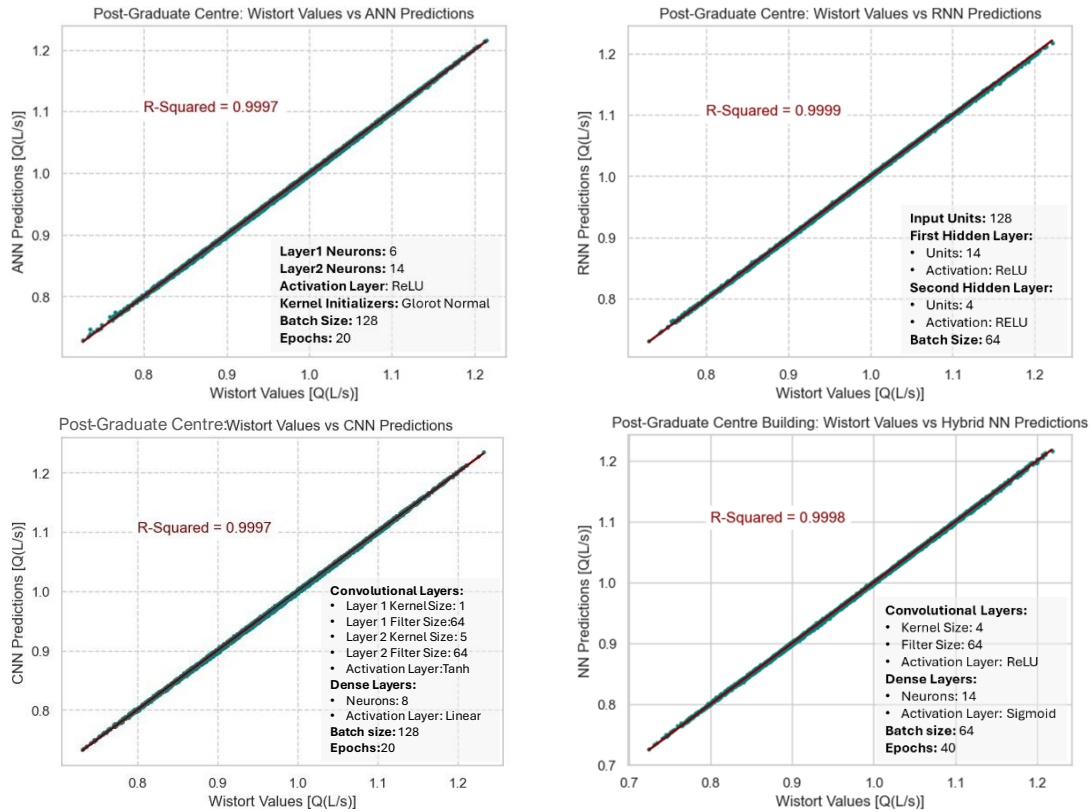 Post-Graduate Centre: Wistort Values vs ANN Predictions
1.2
1.1
1.0
0.9
0.8
ANN Predictions [Q(L/s)]
R-Squared = 0.9997
Layer1 Neurons: 6
Layer2 Neurons: 14
Activation Layer: ReLU
Kernel Initializers: Glorot Normal
Batch Size: 128
Epochs: 20
0.8 0.9 1.0 1.1 1.2
Wistort Values [Q(L/s)]
Post-Graduate Centre: Wistort Values vs RNN Predictions
1.2
1.1
1.0
0.9
0.8
RNN Predictions [Q(L/s)]
R-Squared = 0.9999
Input Units: 128
First Hidden Layer:
• Units: 14
• Activation: ReLU
Second Hidden Layer:
• Units: 4
• Activation: RELU
Batch Size: 64
0.8 0.9 1.0 1.1 1.2
Wistort Values [Q(L/s)]
Post-Graduate Centre:Wistort Values vs CNN Predictions
1.2
1.1
1.0
0.9
0.8
CNN Predictions [Q(L/s)]
R-Squared = 0.9997
Convolutional Layers:
• Layer 1 Kernel Size: 1
• Layer 1 Filter Size:64
• Layer 2 Kernel Size: 5
• Layer 2 Filter Size: 64
• Activation Layer:Tanh
Dense Layers:
• Neurons: 8
• Activation Layer: Linear
Batch size: 128
Epochs:20
0.8 0.9 1.0 1.1 1.2
Wistort Values [Q(L/s)]
Post-Graduate Centre Building: Wistort Values vs Hybrid NN Predictions
1.2
1.1
1.0
0.9
0.8
0.7
NN Predictions [Q(L/s)]
R-Squared = 0.9998
Convolutional Layers:
• Kernel Size: 4
• Filter Size: 64
• Activation Layer: ReLU
Dense Layers:
• Neurons: 14
• Activation Layer: Sigmoid
Batch size: 64
Epochs: 40
0.7 0.8 0.9 1.0 1.1 1.2
Wistort Values [Q(L/s)]